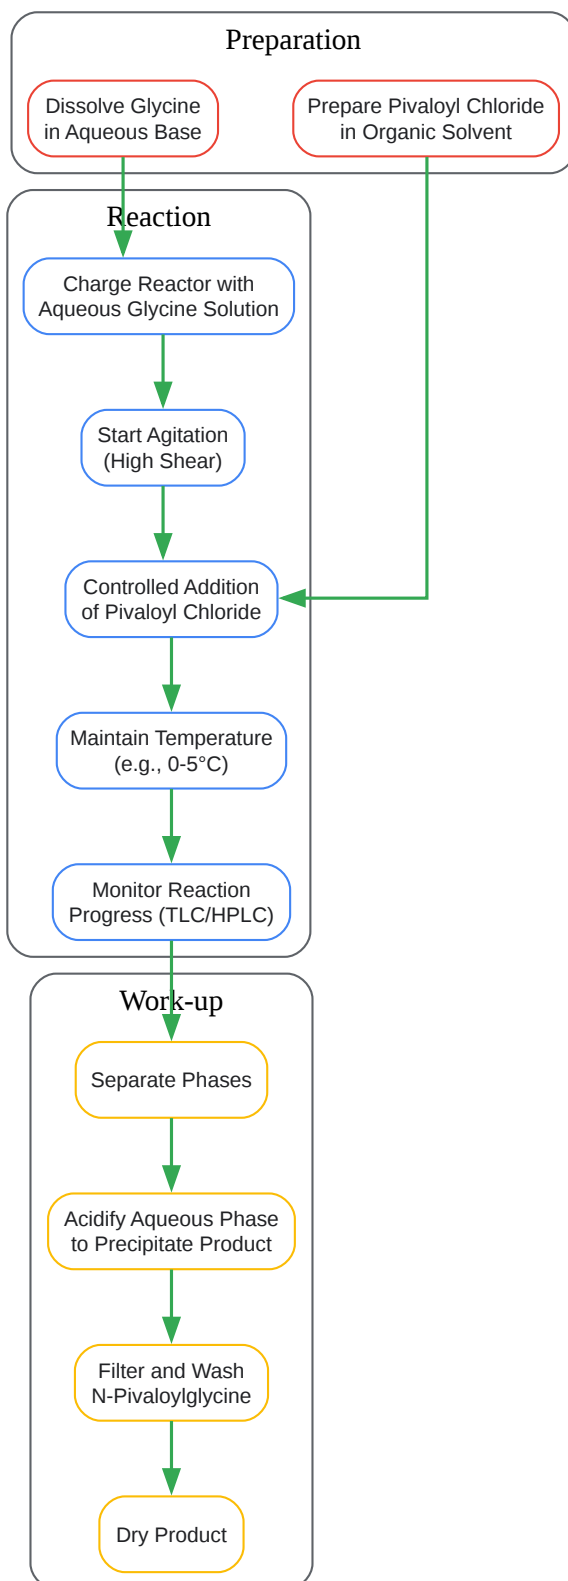 Preparation
Dissolve Glycine
in Aqueous Base
Prepare Pivaloyl Chloride
in Organic Solvent
Reaction
Charge Reactor with
Aqueous Glycine Solution
Start Agitation
(High Shear)
Controlled Addition
of Pivaloyl Chloride
Maintain Temperature
(e.g., 0-5°C)
Monitor Reaction
Progress (TLC/HPLC)
Work-up
Separate Phases
Acidify Aqueous Phase
to Precipitate Product
Filter and Wash
N-Pivaloylglycine
Dry Product